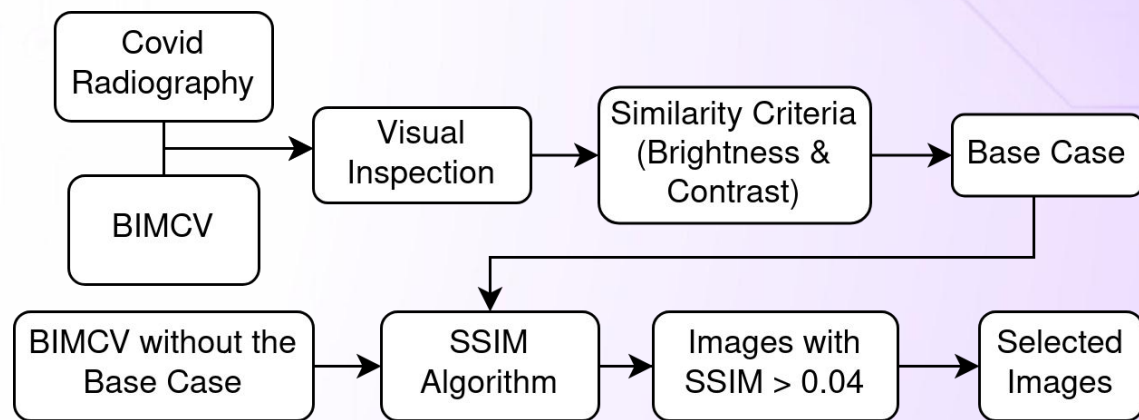 Covid
Radiography
BIMCV
Visual
Inspection
Similarity Criteria
(Brightness &
Contrast)
Base Case
BIMCV without the
Base Case
SSIM
Algorithm
Images with
SSIM > 0.04
Selected
Images